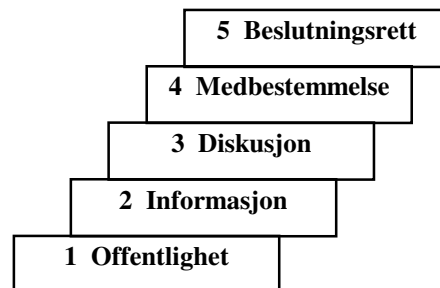 5 Beslutningsrett
4 Medbestemmelse
3 Diskusjon
2 Informasjon
1 Offentlighet